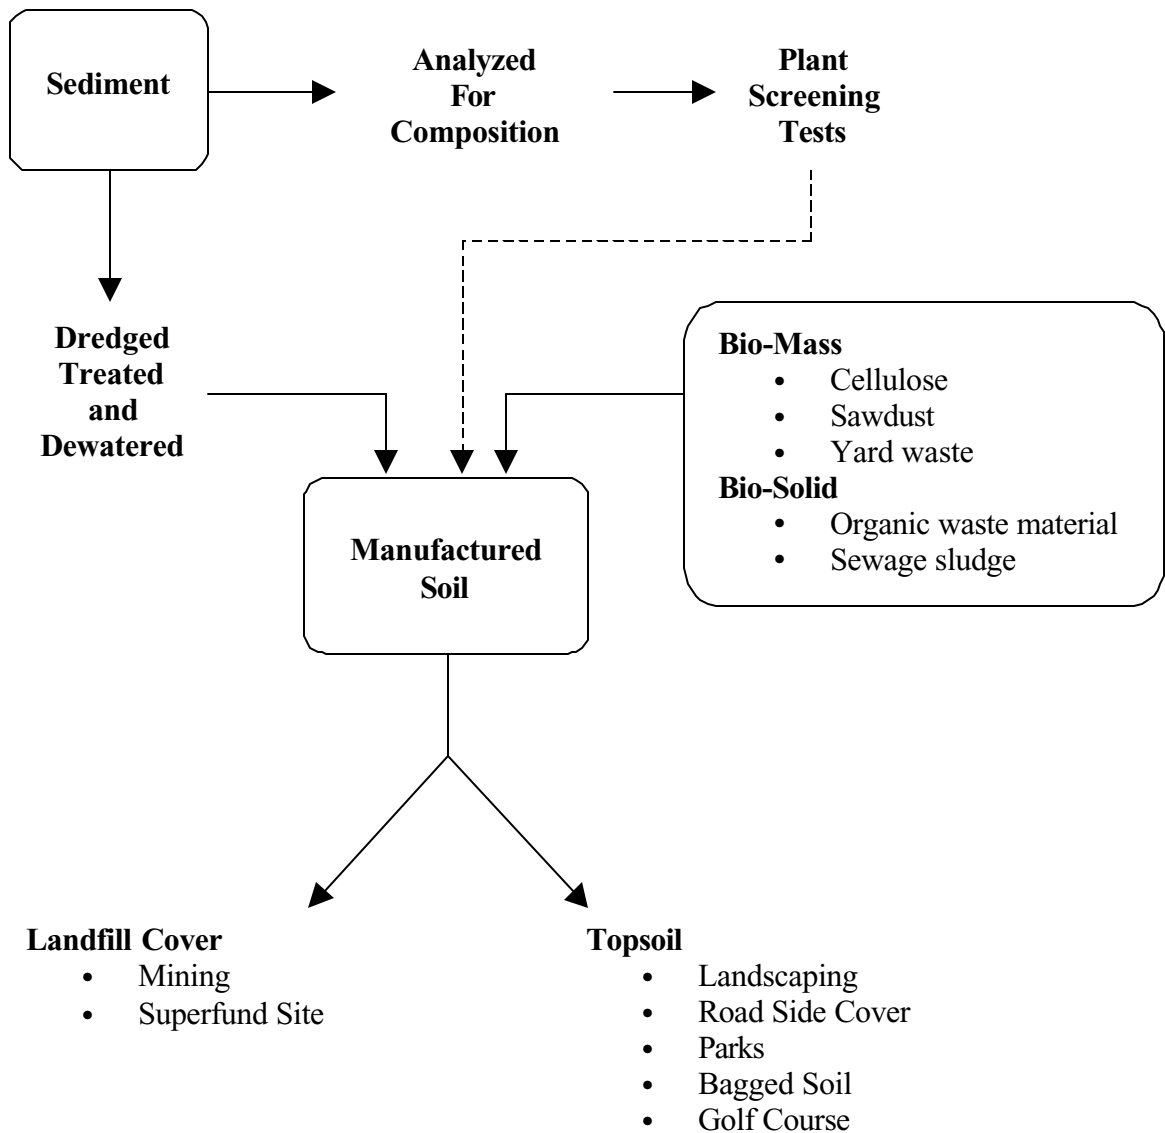 Sediment
Analyzed
For
Composition
Plant
Screening
Tests
Dredged
Treated
and
Dewatered
Bio-Mass
• Cellulose
• Sawdust
• Yard waste
Bio-Solid
• Organic waste material
• Sewage sludge
Manufactured
Soil
Landfill Cover
• Mining
• Superfund Site
Topsoil
• Landscaping
• Road Side Cover
• Parks
• Bagged Soil
• Golf Course